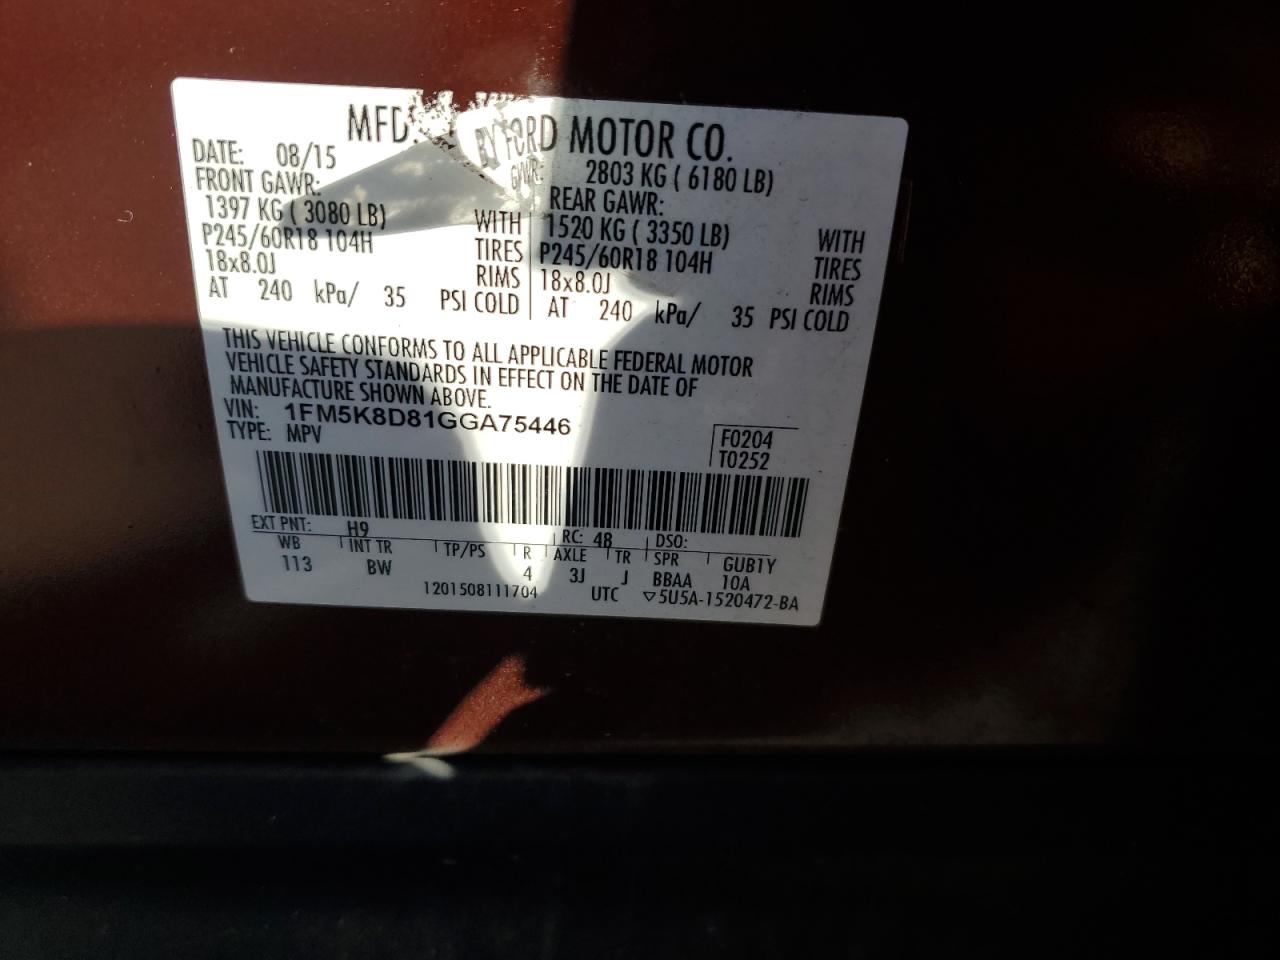 MFD. BY FORD MOTOR CO.
DATE: 08/15 GVWR: 2803 KG ( 6180 LB)
FRONT GAWR: REAR GAWR:
1397 KG ( 3080 LB) WITH 1520 KG ( 3350 LB) WITH
P245/60R18 104H TIRES P245/60R18 104H TIRES
18x8.0J RIMS 18x8.0J RIMS
AT 240 kPa/ 35 PSI COLD AT 240 kPa/ 35 PSI COLD
THIS VEHICLE CONFORMS TO ALL APPLICABLE FEDERAL MOTOR
VEHICLE SAFETY STANDARDS IN EFFECT ON THE DATE OF
MANUFACTURE SHOWN ABOVE.
VIN: 1FM5K8D81GGA75446
TYPE: MPV F0204
T0252
EXT PNT: H9 RC: 48 DSO:
WB INT TR TP/PS R AXLE TR SPR GUB1Y
113 BW 4 3J J BBAA 10A
1201508111704 UTC ▽5U5A-1520472-BA